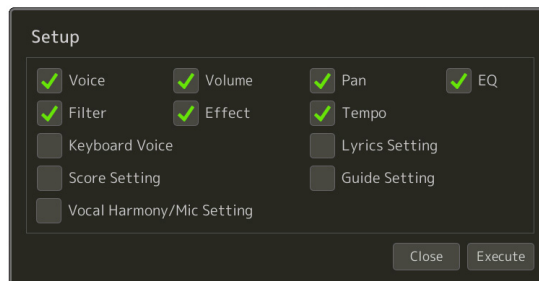 Setup
Voice Volume Pan EQ
Filter Effect Tempo
Keyboard Voice Lyrics Setting
Score Setting Guide Setting
Vocal Harmony/Mic Setting
Close Execute